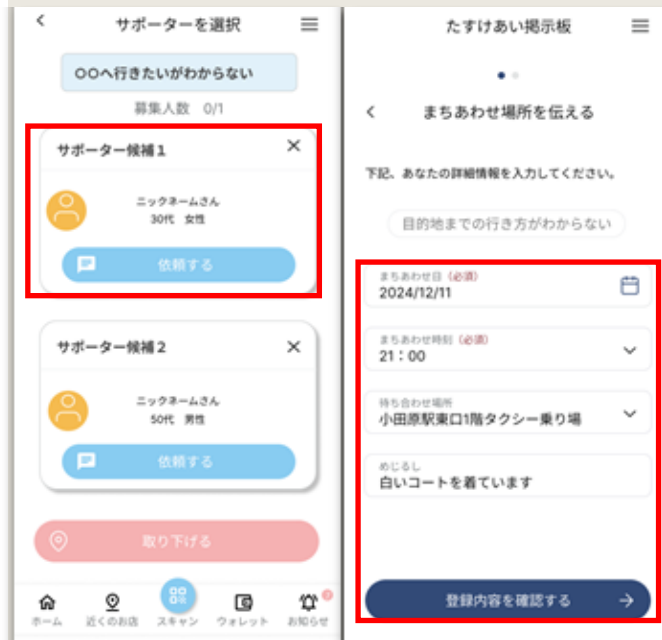 サポーターを選択
〇〇へ行きたいがわからない
募集人数 0/1
サポーター候補1
ニックネームさん
30代 女性
依頼する
サポーター候補2
ニックネームさん
50代 男性
依頼する
取り下げる
ホーム
近くのお店
スキャン
ウォレット
お知らせ
たすけあい掲示板
まちあわせ場所を伝える
下記、あなたの詳細情報を入力してください。
目的地までの行き方がわからない
まちあわせ日（必須）
2024/12/11
まちあわせ時刻（必須）
21：00
待ち合わせ場所
小田原駅東口1階タクシー乗り場
めじるし
白いコートを着ています
登録内容を確認する